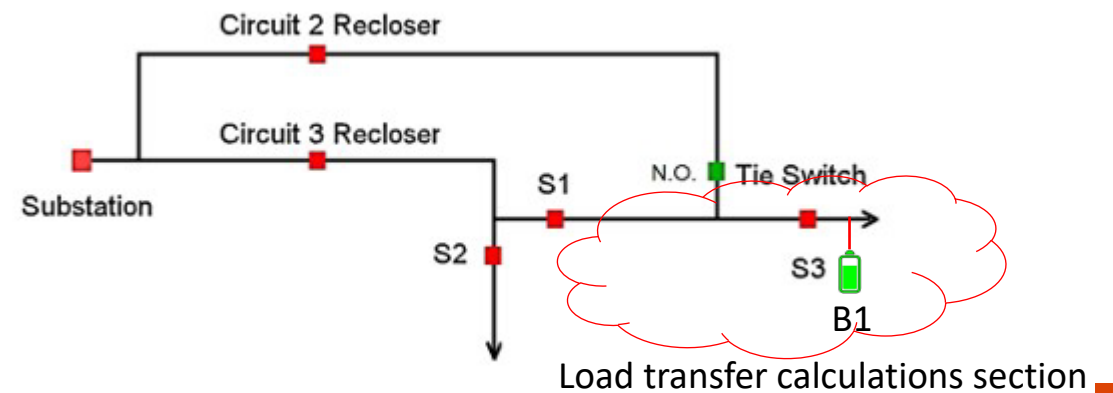 Circuit 2 Recloser
Circuit 3 Recloser
Substation
S1
N.O.
Tie Switch
S2
S3
B1
Load transfer calculations section